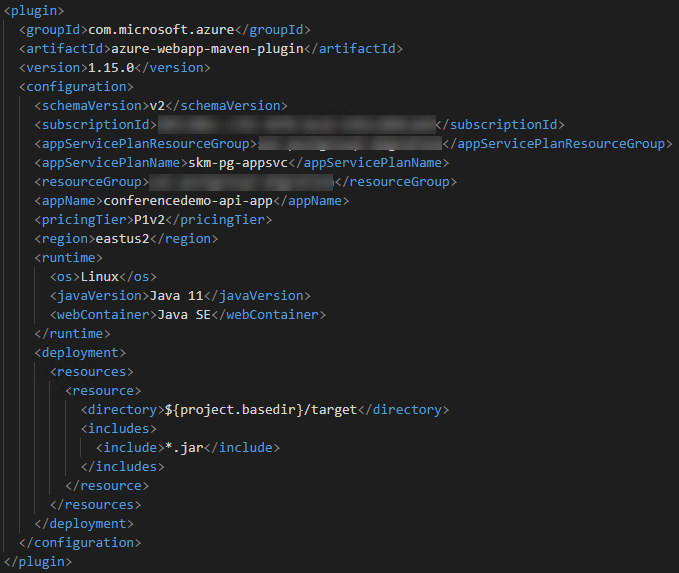 <plugin>
<groupId>com.microsoft.azure</groupId>
<artifactId>azure-webapp-maven-plugin</artifactId>
<version>1.15.0</version>
<configuration>
<schemaVersion>v2</schemaVersion>
<subscriptionId></subscriptionId>
<appServicePlanResourceGroup></appServicePlanResourceGroup>
<appServicePlanName>skm-pg-appsvc</appServicePlanName>
<resourceGroup></resourceGroup>
<appName>conferencedemo-api-app</appName>
<pricingTier>P1v2</pricingTier>
<region>eastus2</region>
<runtime>
<os>Linux</os>
<javaVersion>Java 11</javaVersion>
<webContainer>Java SE</webContainer>
</runtime>
<deployment>
<resources>
<resource>
<directory>${project.basedir}/target</directory>
<includes>
<include>*.jar</include>
</includes>
</resource>
</resources>
</deployment>
</configuration>
</plugin>